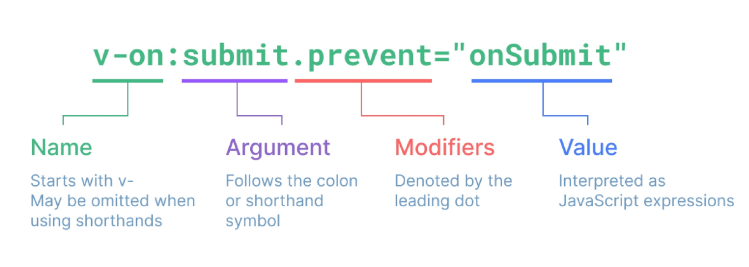 v-on:submit.prevent="onSubmit"
Name
Starts with v-
May be omitted when
using shorthands
Argument
Follows the colon
or shorthand
symbol
Modifiers
Denoted by the
leading dot
Value
Interpreted as
JavaScript expressions